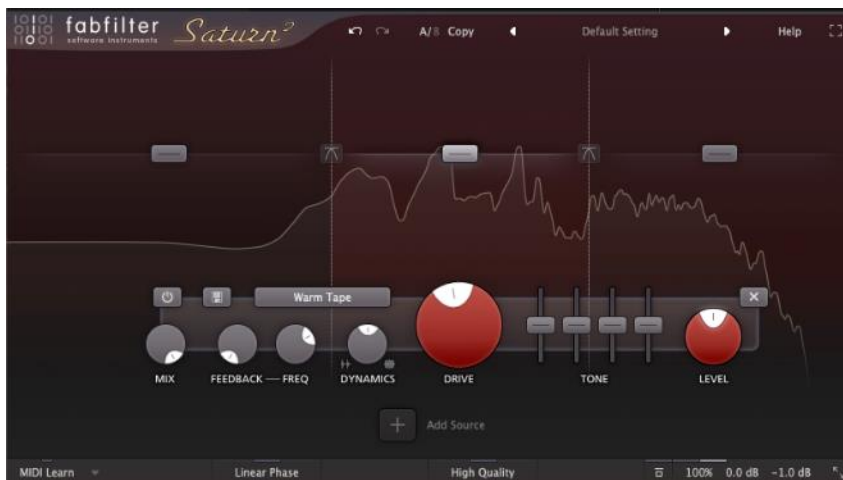 fabfilter
software instruments
Saturn 2
A/B Copy
Default Setting
Help
Warm Tape
MIX
FEEDBACK
FREQ
DYNAMICS
DRIVE
TONE
LEVEL
Add Source
MIDI Learn
Linear Phase
High Quality
100%
0.0 dB
-1.0 dB